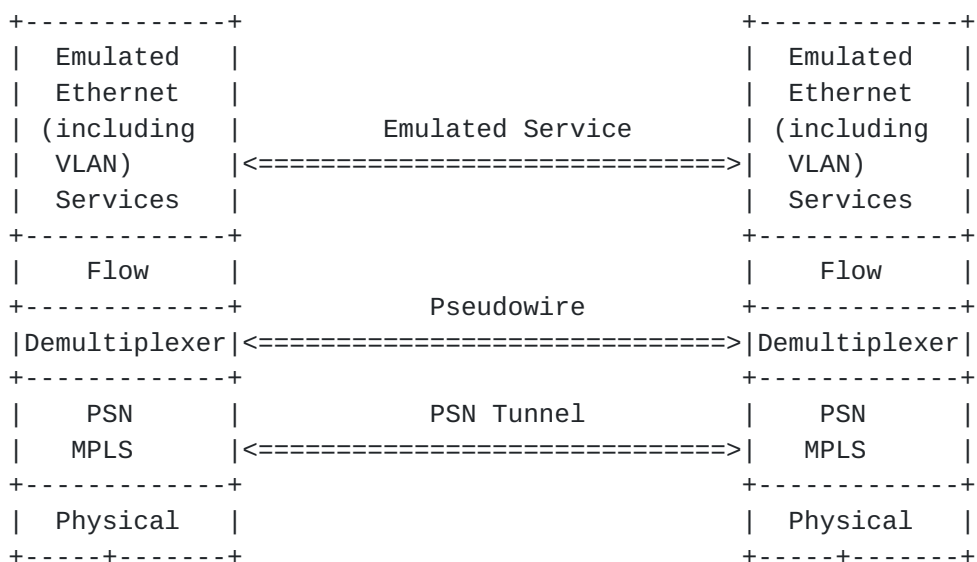 +-------------+                                +-------------+
|  Emulated   |                                |  Emulated   |
|  Ethernet   |                                |  Ethernet   |
| (including  |         Emulated Service       | (including  |
|  VLAN)      |<==============================>|  VLAN)      |
|  Services   |                                |  Services   |
+-------------+                                +-------------+
|    Flow     |                                |    Flow     |
+-------------+            Pseudowire          +-------------+
|Demultiplexer|<==============================>|Demultiplexer|
+-------------+                                +-------------+
|    PSN      |            PSN Tunnel          |    PSN      |
|   MPLS      |<==============================>|   MPLS      |
+-------------+                                +-------------+
|  Physical   |                                |  Physical   |
+-----+-------+                                +-----+-------+